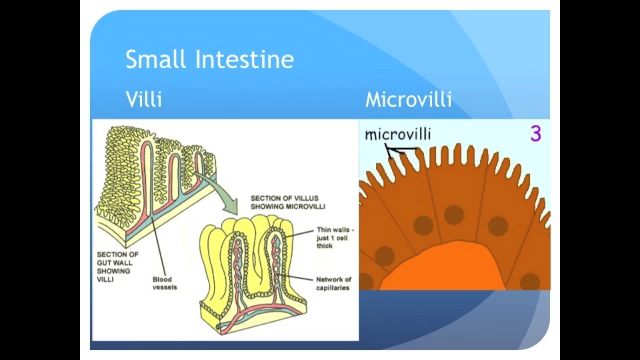 Small Intestine
Villi
Microvilli
SECTION OF
GUT WALL
SHOWING
VILLI
Blood
vessels
SECTION OF VILLUS
SHOWING MICROVILLI
Thin walls -
just 1 cell
thick
Network of
capillaries
microvilli
3